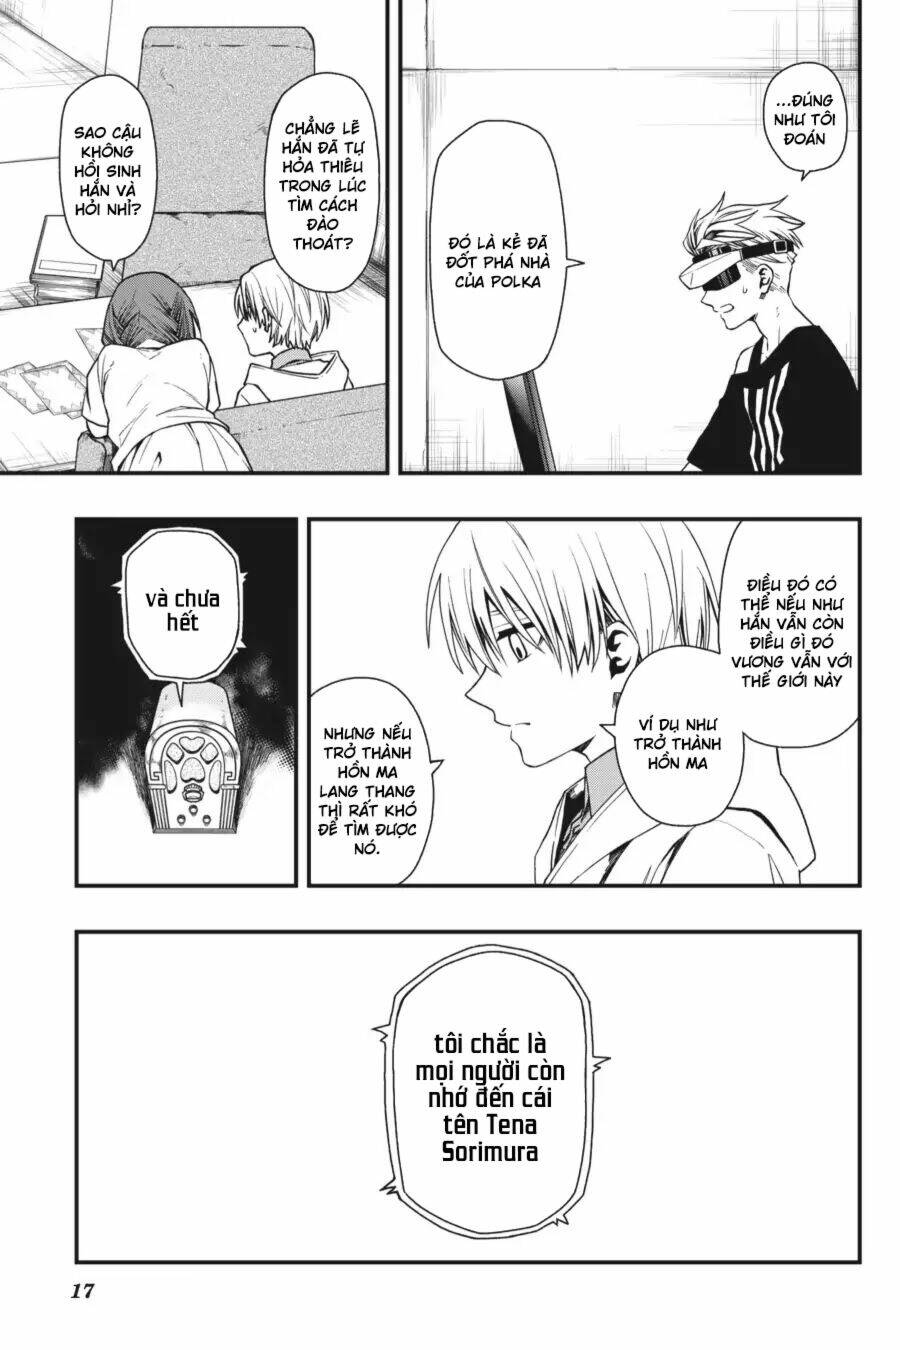 ...ĐÚNG
NHƯ TÔI
ĐOÁN
ĐÓ LÀ KẺ ĐÃ
ĐỐT PHÁ NHÀ
CỦA POLKA
CHẲNG LẼ
HẮN ĐÃ TỰ
HỎA THIÊU
TRONG LÚC
TÌM CÁCH
ĐÀO
THOÁT?
SAO CẬU
KHÔNG
HỒI SINH
HẮN VÀ
HỎI NHỈ?
ĐIỀU ĐÓ CÓ
THỂ NẾU NHƯ
HẮN VẪN CÒN
ĐIỀU GÌ ĐÓ
VƯƠNG VẤN VỚI
THẾ GIỚI NÀY
VÍ DỤ NHƯ
TRỞ THÀNH
HỒN MA
NHƯNG NẾU
TRỞ THÀNH
HỒN MA
LANG THANG
THÌ RẤT KHÓ
ĐỂ TÌM ĐƯỢC
NÓ.
và chưa
hết
tôi chắc là
mọi người còn
nhớ đến cái
tên Tena
Sorimura
17